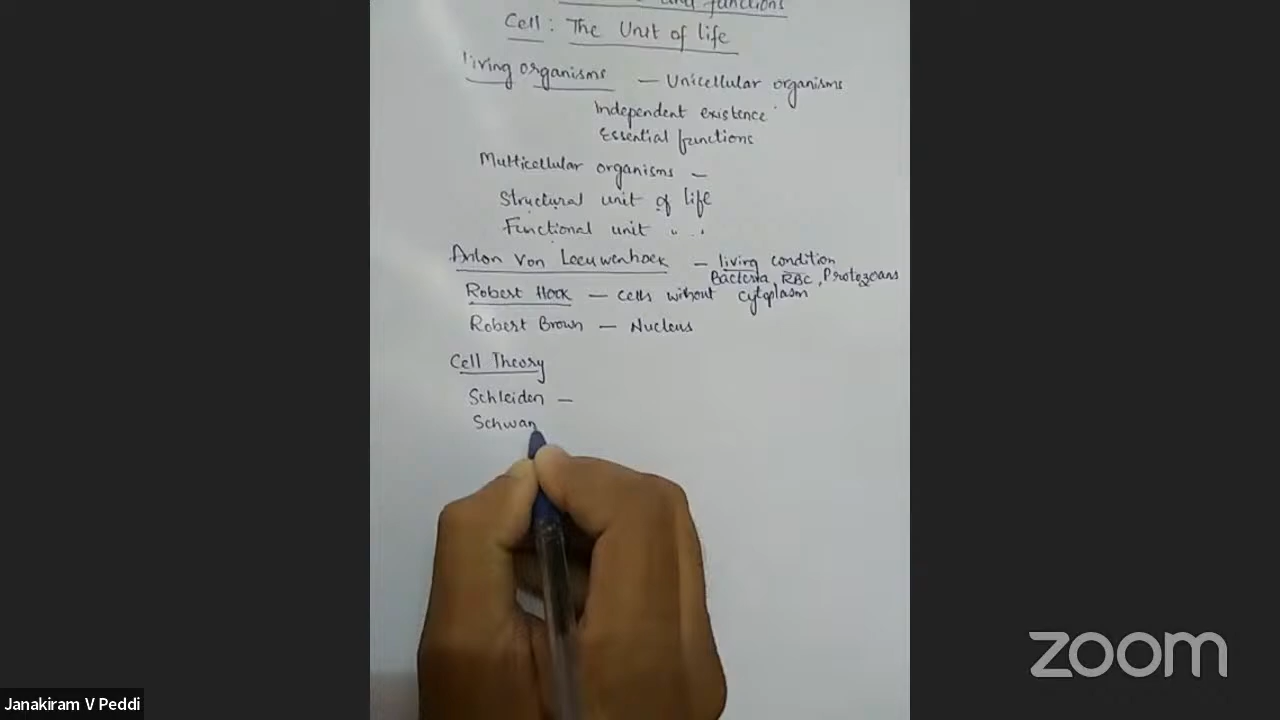 and functions
Cell : The Unit of life
living organisms — Unicellular organisms
Independent existence
Essential functions
Multicellular organisms —
Structural unit of life
Functional unit " "
Anton Von Leeuwenhoek — living condition
Bacteria, RBC, Protozoans
Robert Hook — Cells without cytoplasm
Robert Brown — Nucleus
Cell Theory
Schleiden —
Schwan
zoom
Janakiram V Peddi